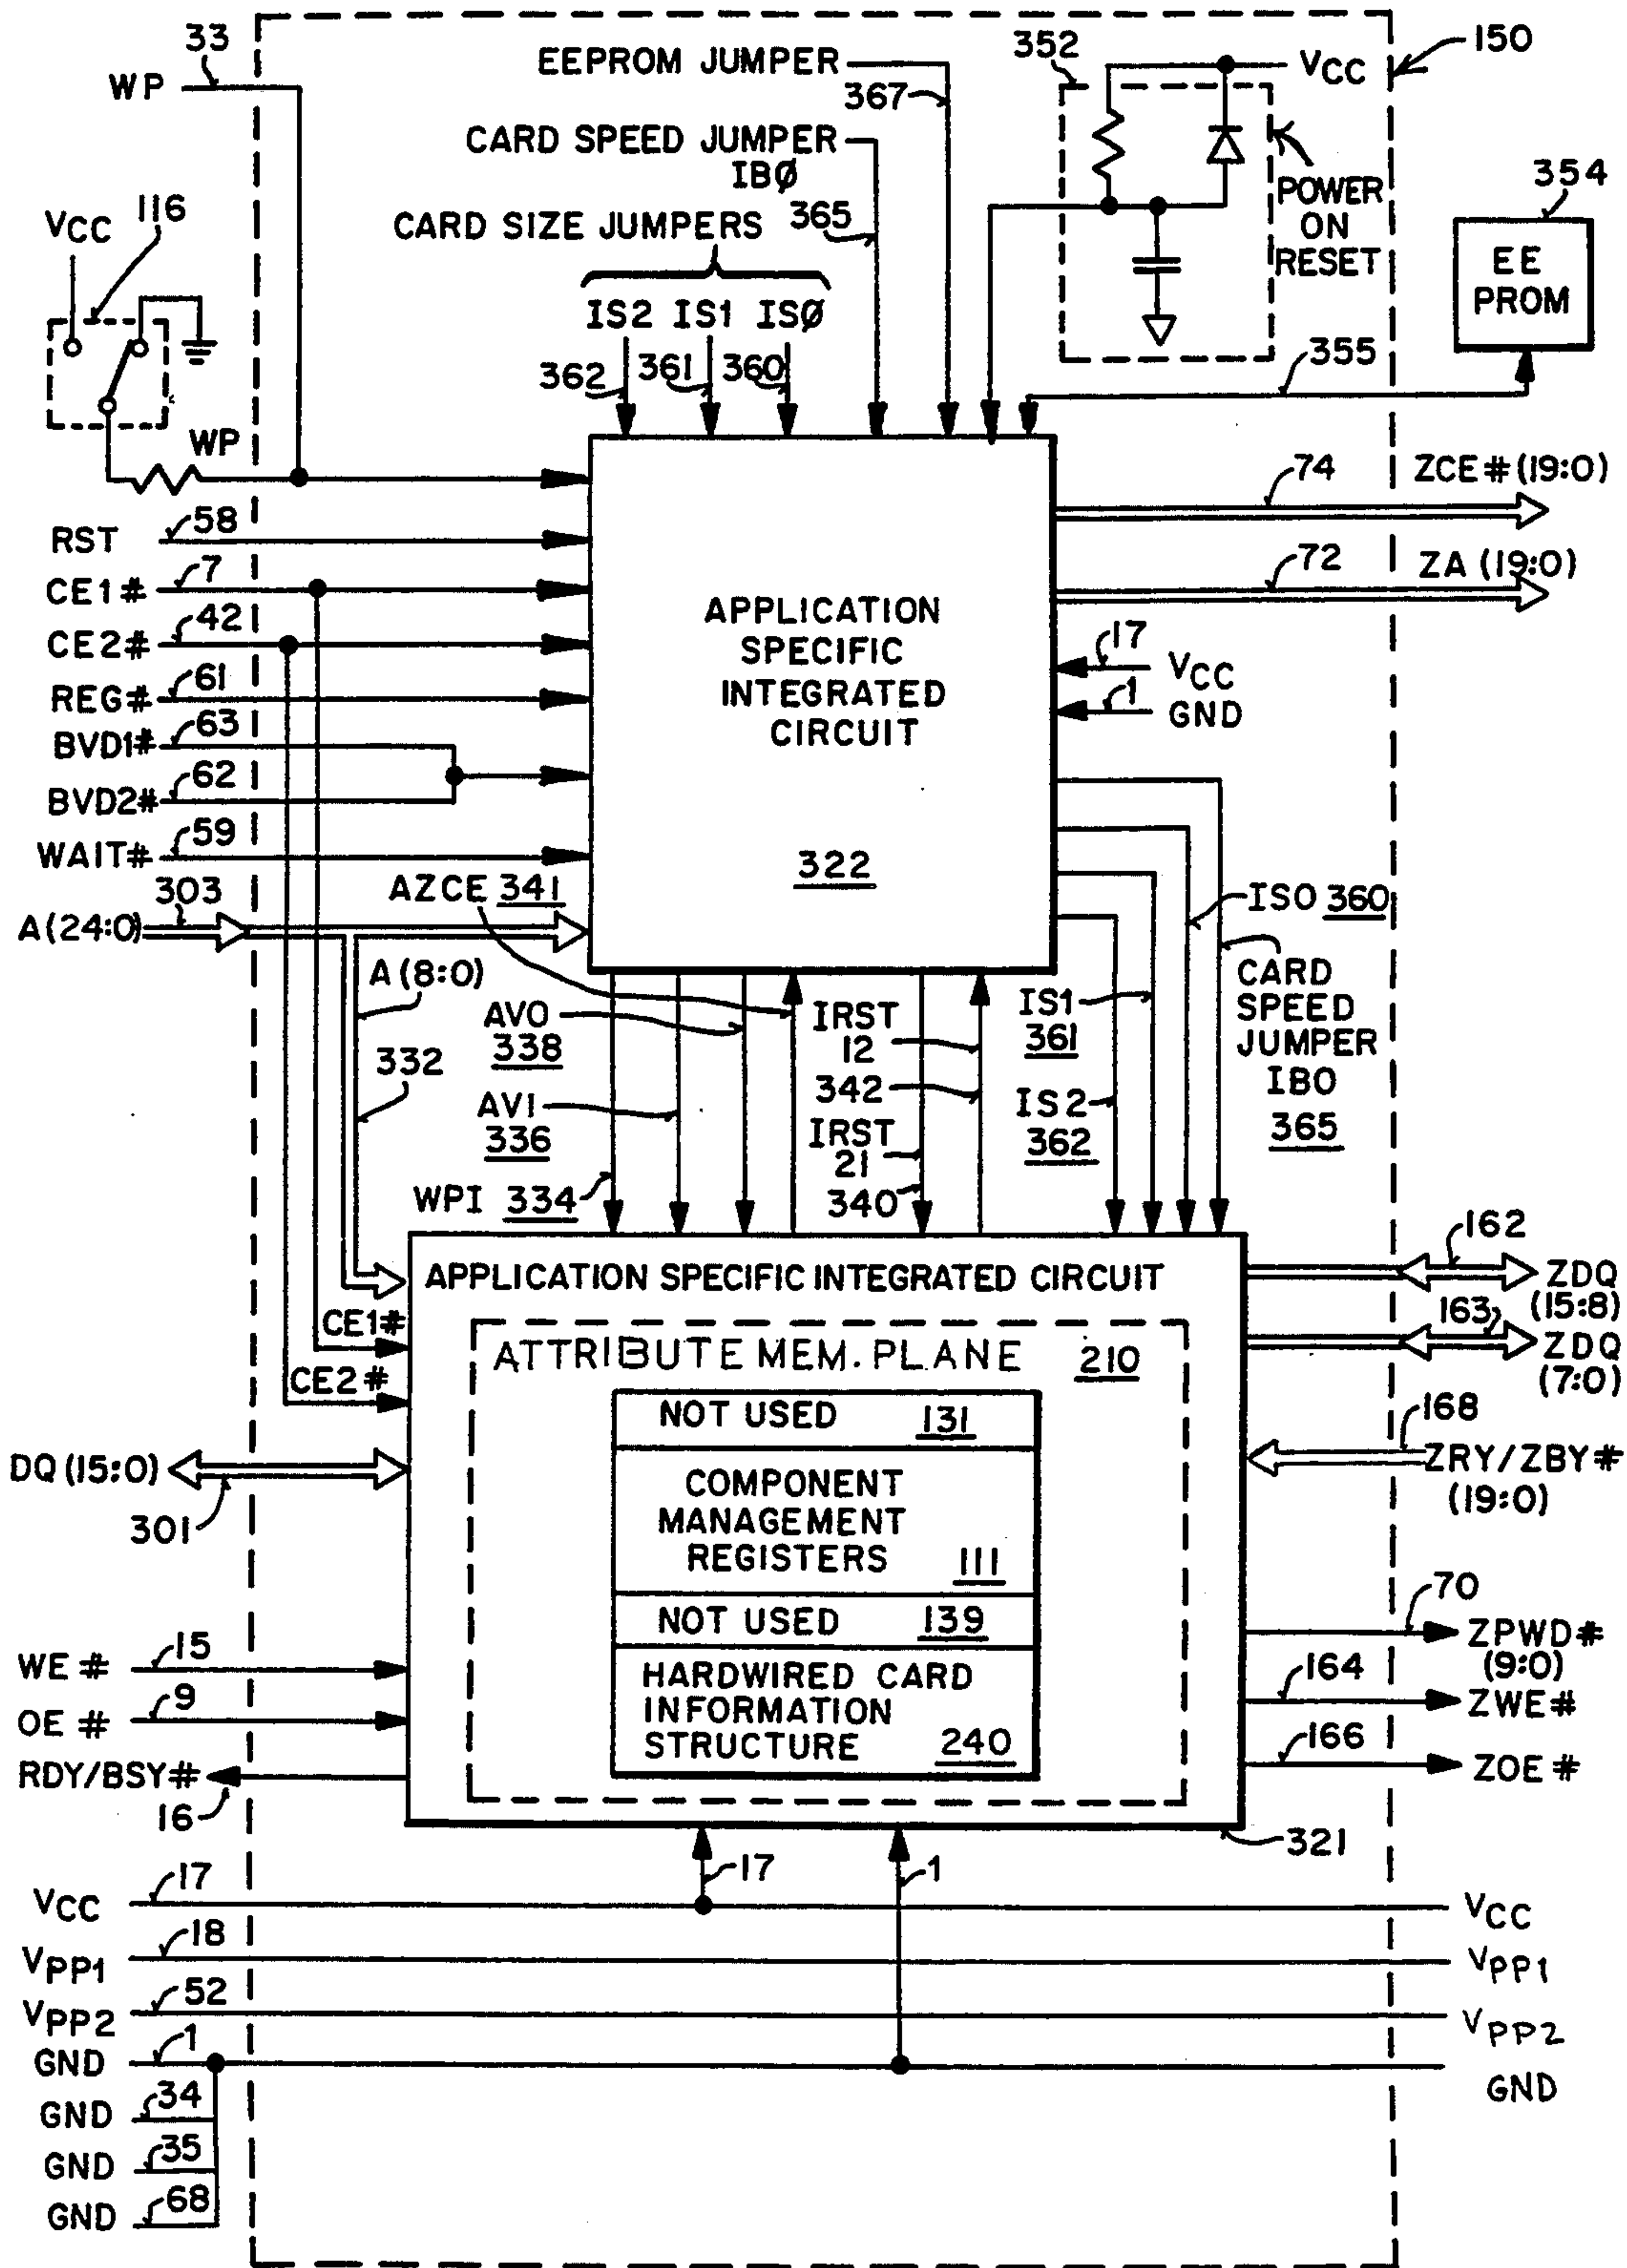 33
WP
EEPROM JUMPER
367
352
VCC
150
CARD SPEED JUMPER
IBØ
365
CARD SIZE JUMPERS
IS2 IS1 ISØ
362
361
360
POWER
ON
RESET
354
EE
PROM
355
VCC
116
WP
RST
58
CE1#
7
CE2#
42
REG#
61
BVD1#
63
BVD2#
62
WAIT#
59
A(24:0)
303
APPLICATION
SPECIFIC
INTEGRATED
CIRCUIT
322
74
ZCE#(19:0)
72
ZA (19:0)
17
VCC
1
GND
AZCE 341
A(8:0)
332
AVO
338
AVI
336
WPI 334
IRST
12
342
IRST
21
340
IS1
361
IS2
362
ISO 360
CARD
SPEED
JUMPER
IBO
365
APPLICATION SPECIFIC INTEGRATED CIRCUIT
CE1#
CE2#
ATTRIBUTE MEM. PLANE 210
NOT USED 131
COMPONENT
MANAGEMENT
REGISTERS 111
NOT USED 139
HARDWIRED CARD
INFORMATION
STRUCTURE 240
162
ZDQ
(15:8)
163
ZDQ
(7:0)
168
ZRY/ZBY#
(19:0)
70
ZPWD#
(9:0)
164
ZWE#
166
ZOE#
321
DQ(15:0)
301
WE#
15
OE#
9
RDY/BSY#
16
17
1
VCC
17
VCC
VPP1
18
VPP1
VPP2
52
VPP2
GND
1
GND
GND
34
GND
35
GND
68